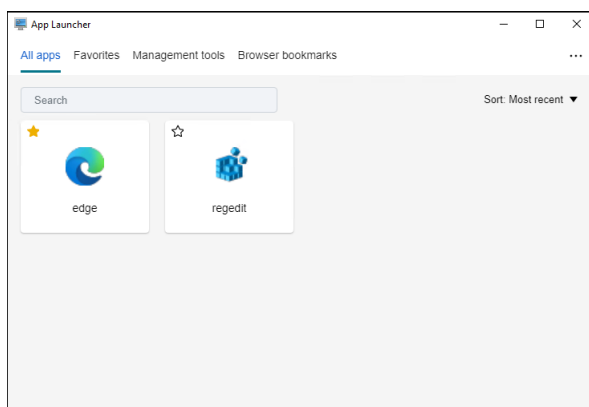 App Launcher
All apps Favorites Management tools Browser bookmarks
Search Sort: Most recent
edge regedit